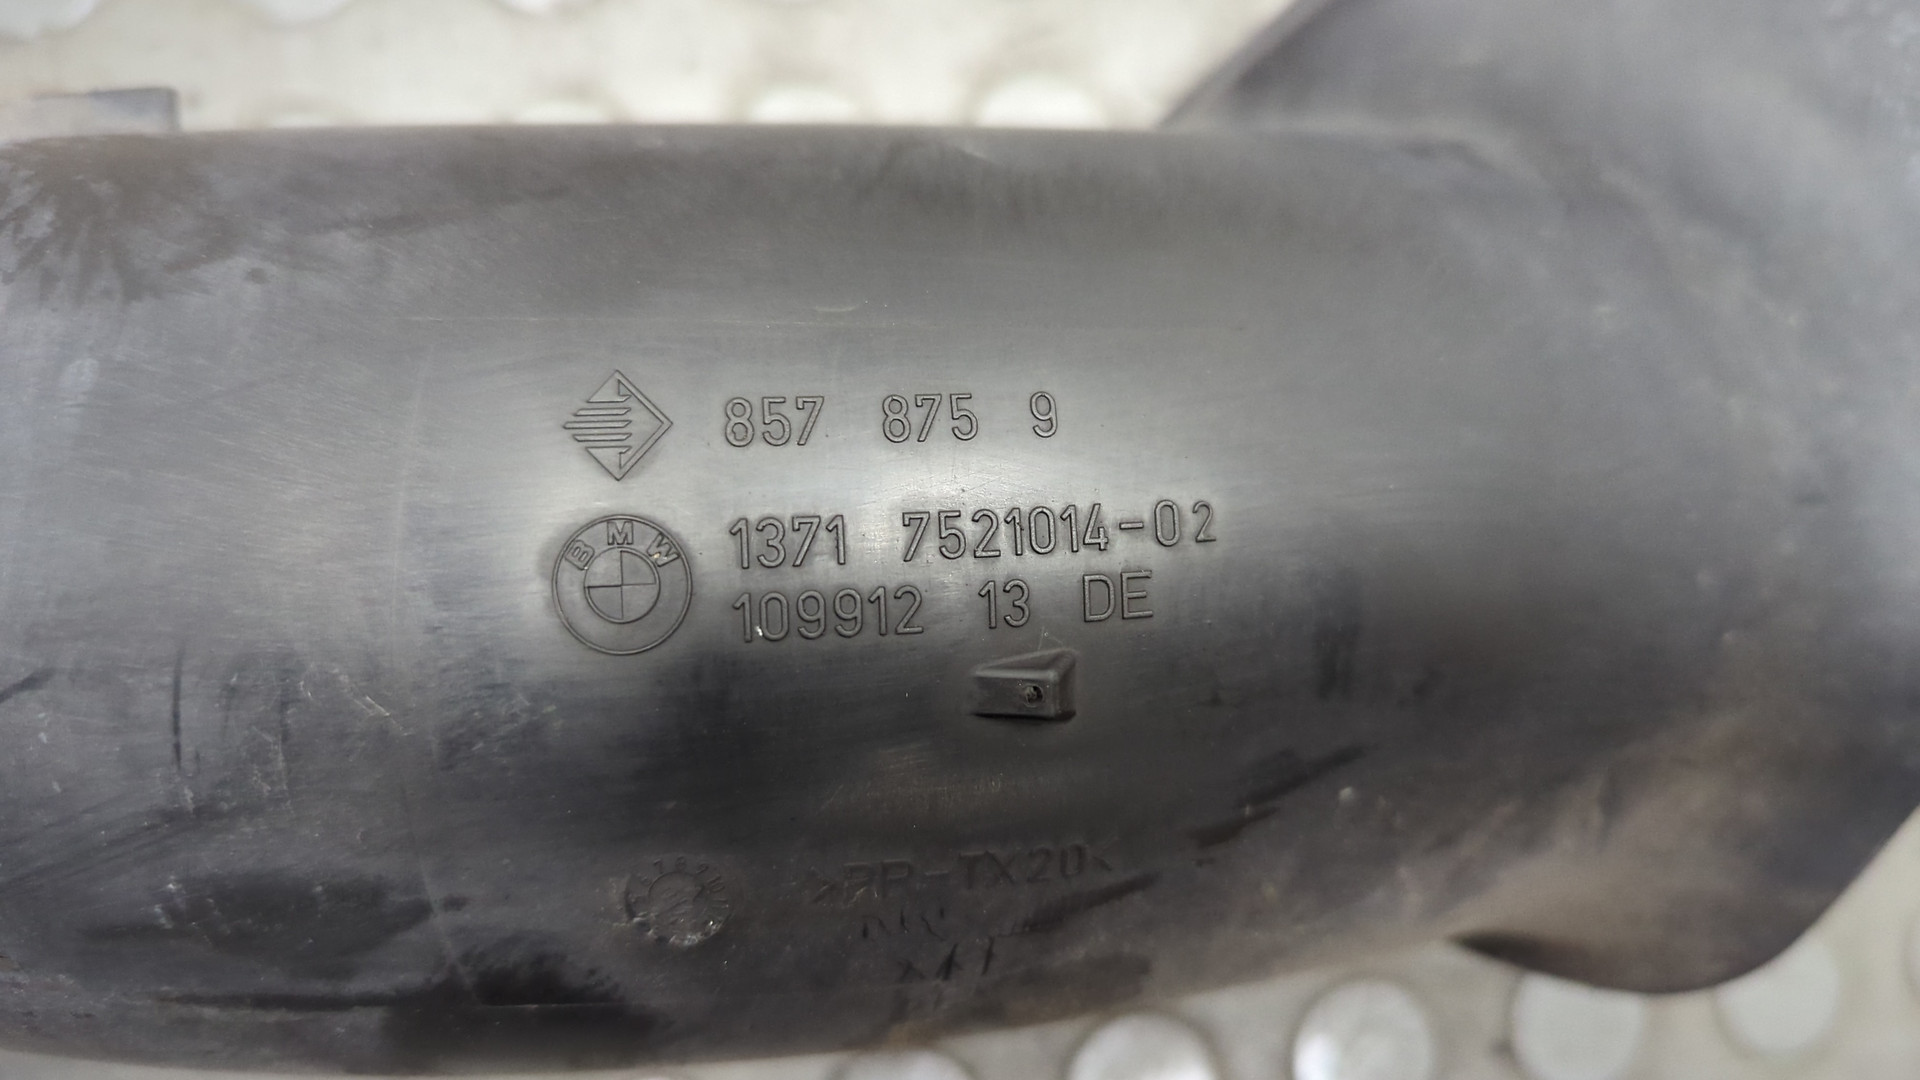 857 875 9
BMW
1371 7521014-02
109912 13 DE
>PP-TX20<